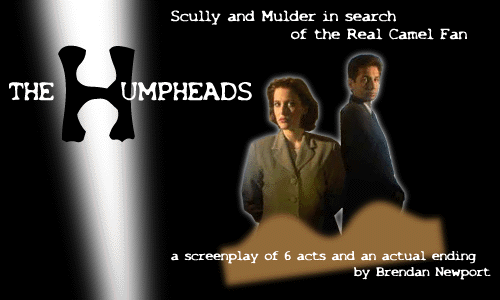 Scully and Mulder in search
of the Real Camel Fan
THE HUMPHEADS
a screenplay of 6 acts and an actual ending
by Brendan Newport